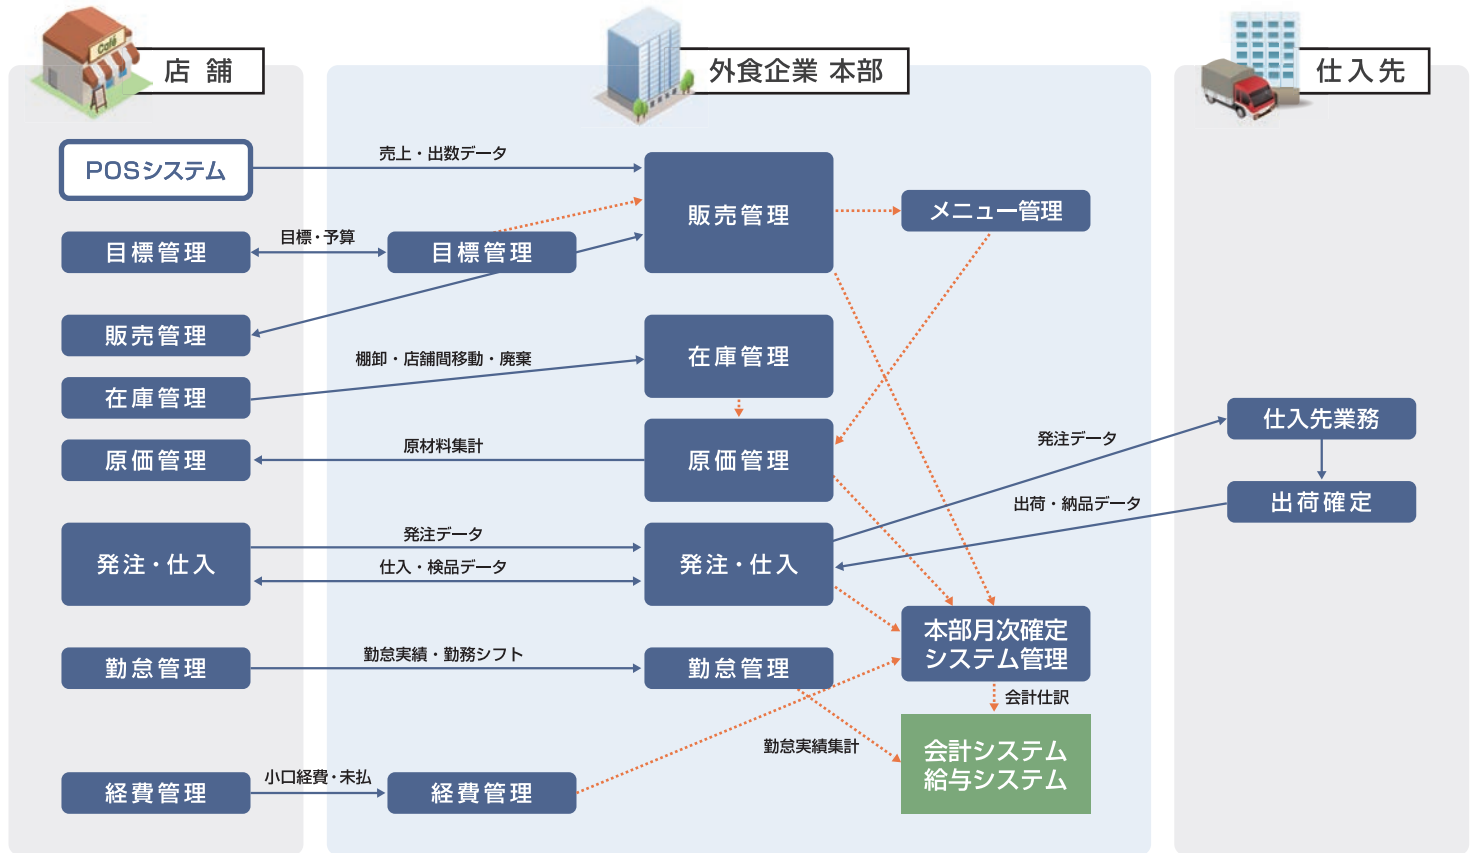 Café
店舗
外食企業 本部
仕入先
POSシステム
売上・出数データ
販売管理
メニュー管理
目標管理
目標・予算
目標管理
販売管理
棚卸・店舗間移動・廃棄
在庫管理
在庫管理
原価管理
原材料集計
原価管理
発注データ
仕入先業務
出荷・納品データ
出荷確定
発注・仕入
発注データ
仕入・検品データ
発注・仕入
本部月次確定
システム管理
勤怠管理
勤怠実績・勤務シフト
勤怠管理
会計仕訳
勤怠実績集計
会計システム
給与システム
経費管理
小口経費・未払
経費管理